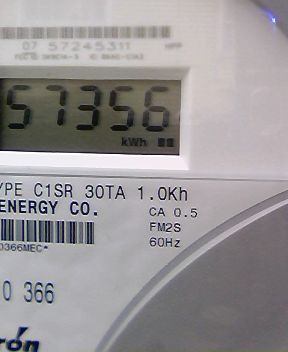 07 57245311
57356
kWh
YPE C1SR 30TA 1.0Kh
ENERGY CO.
CA 0.5
FM2S
60Hz
0366MEC*
0 366
rón